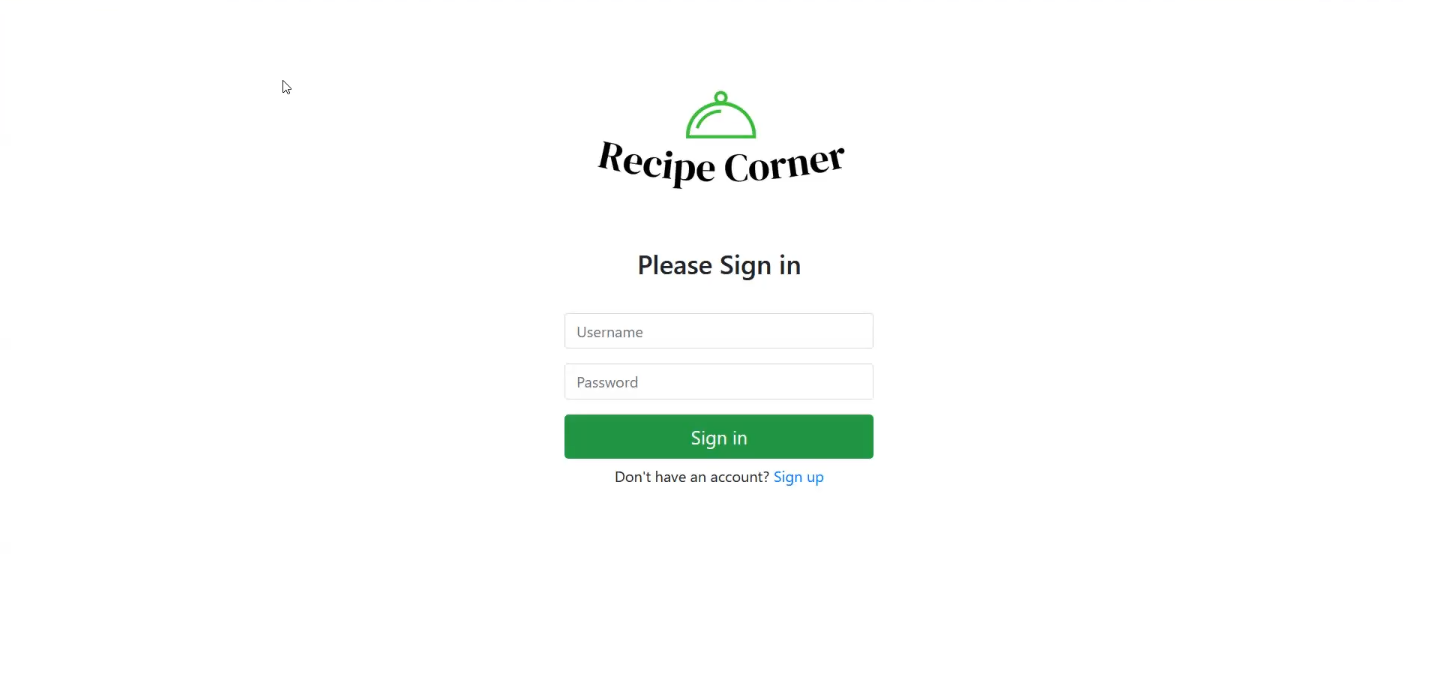 Recipe Corner
Please Sign in
Username
Password
Sign in
Don't have an account? Sign up